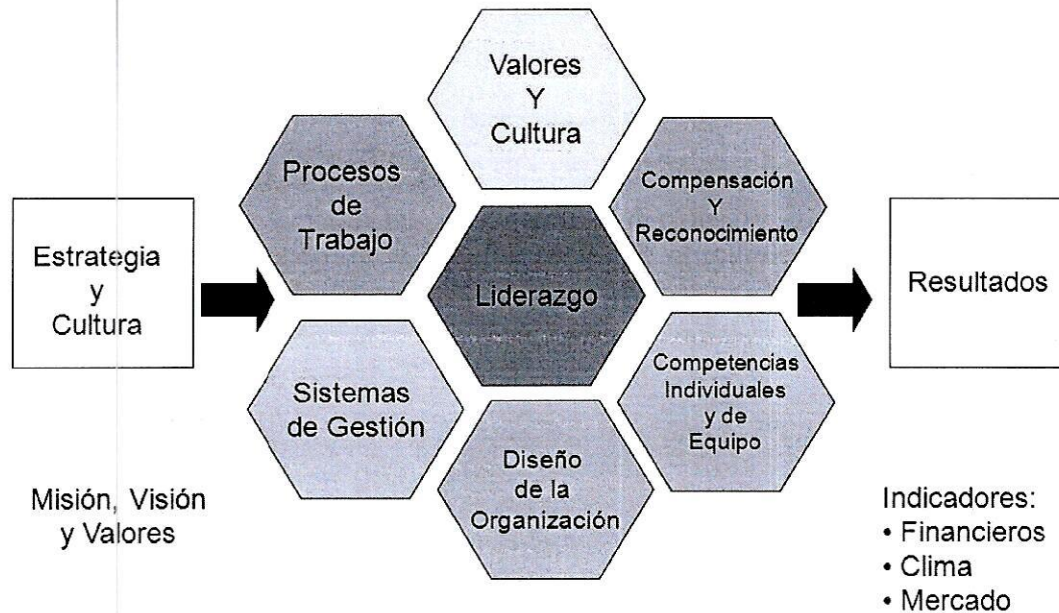 Valores
Y
Cultura
Procesos
de
Trabajo
Compensación
Y
Reconocimiento
Estrategia
y
Cultura
Liderazgo
Resultados
Sistemas
de Gestión
Competencias
Individuales
y de
Equipo
Diseño
de la
Organización
Misión, Visión
y Valores
Indicadores:
• Financieros
• Clima
• Mercado